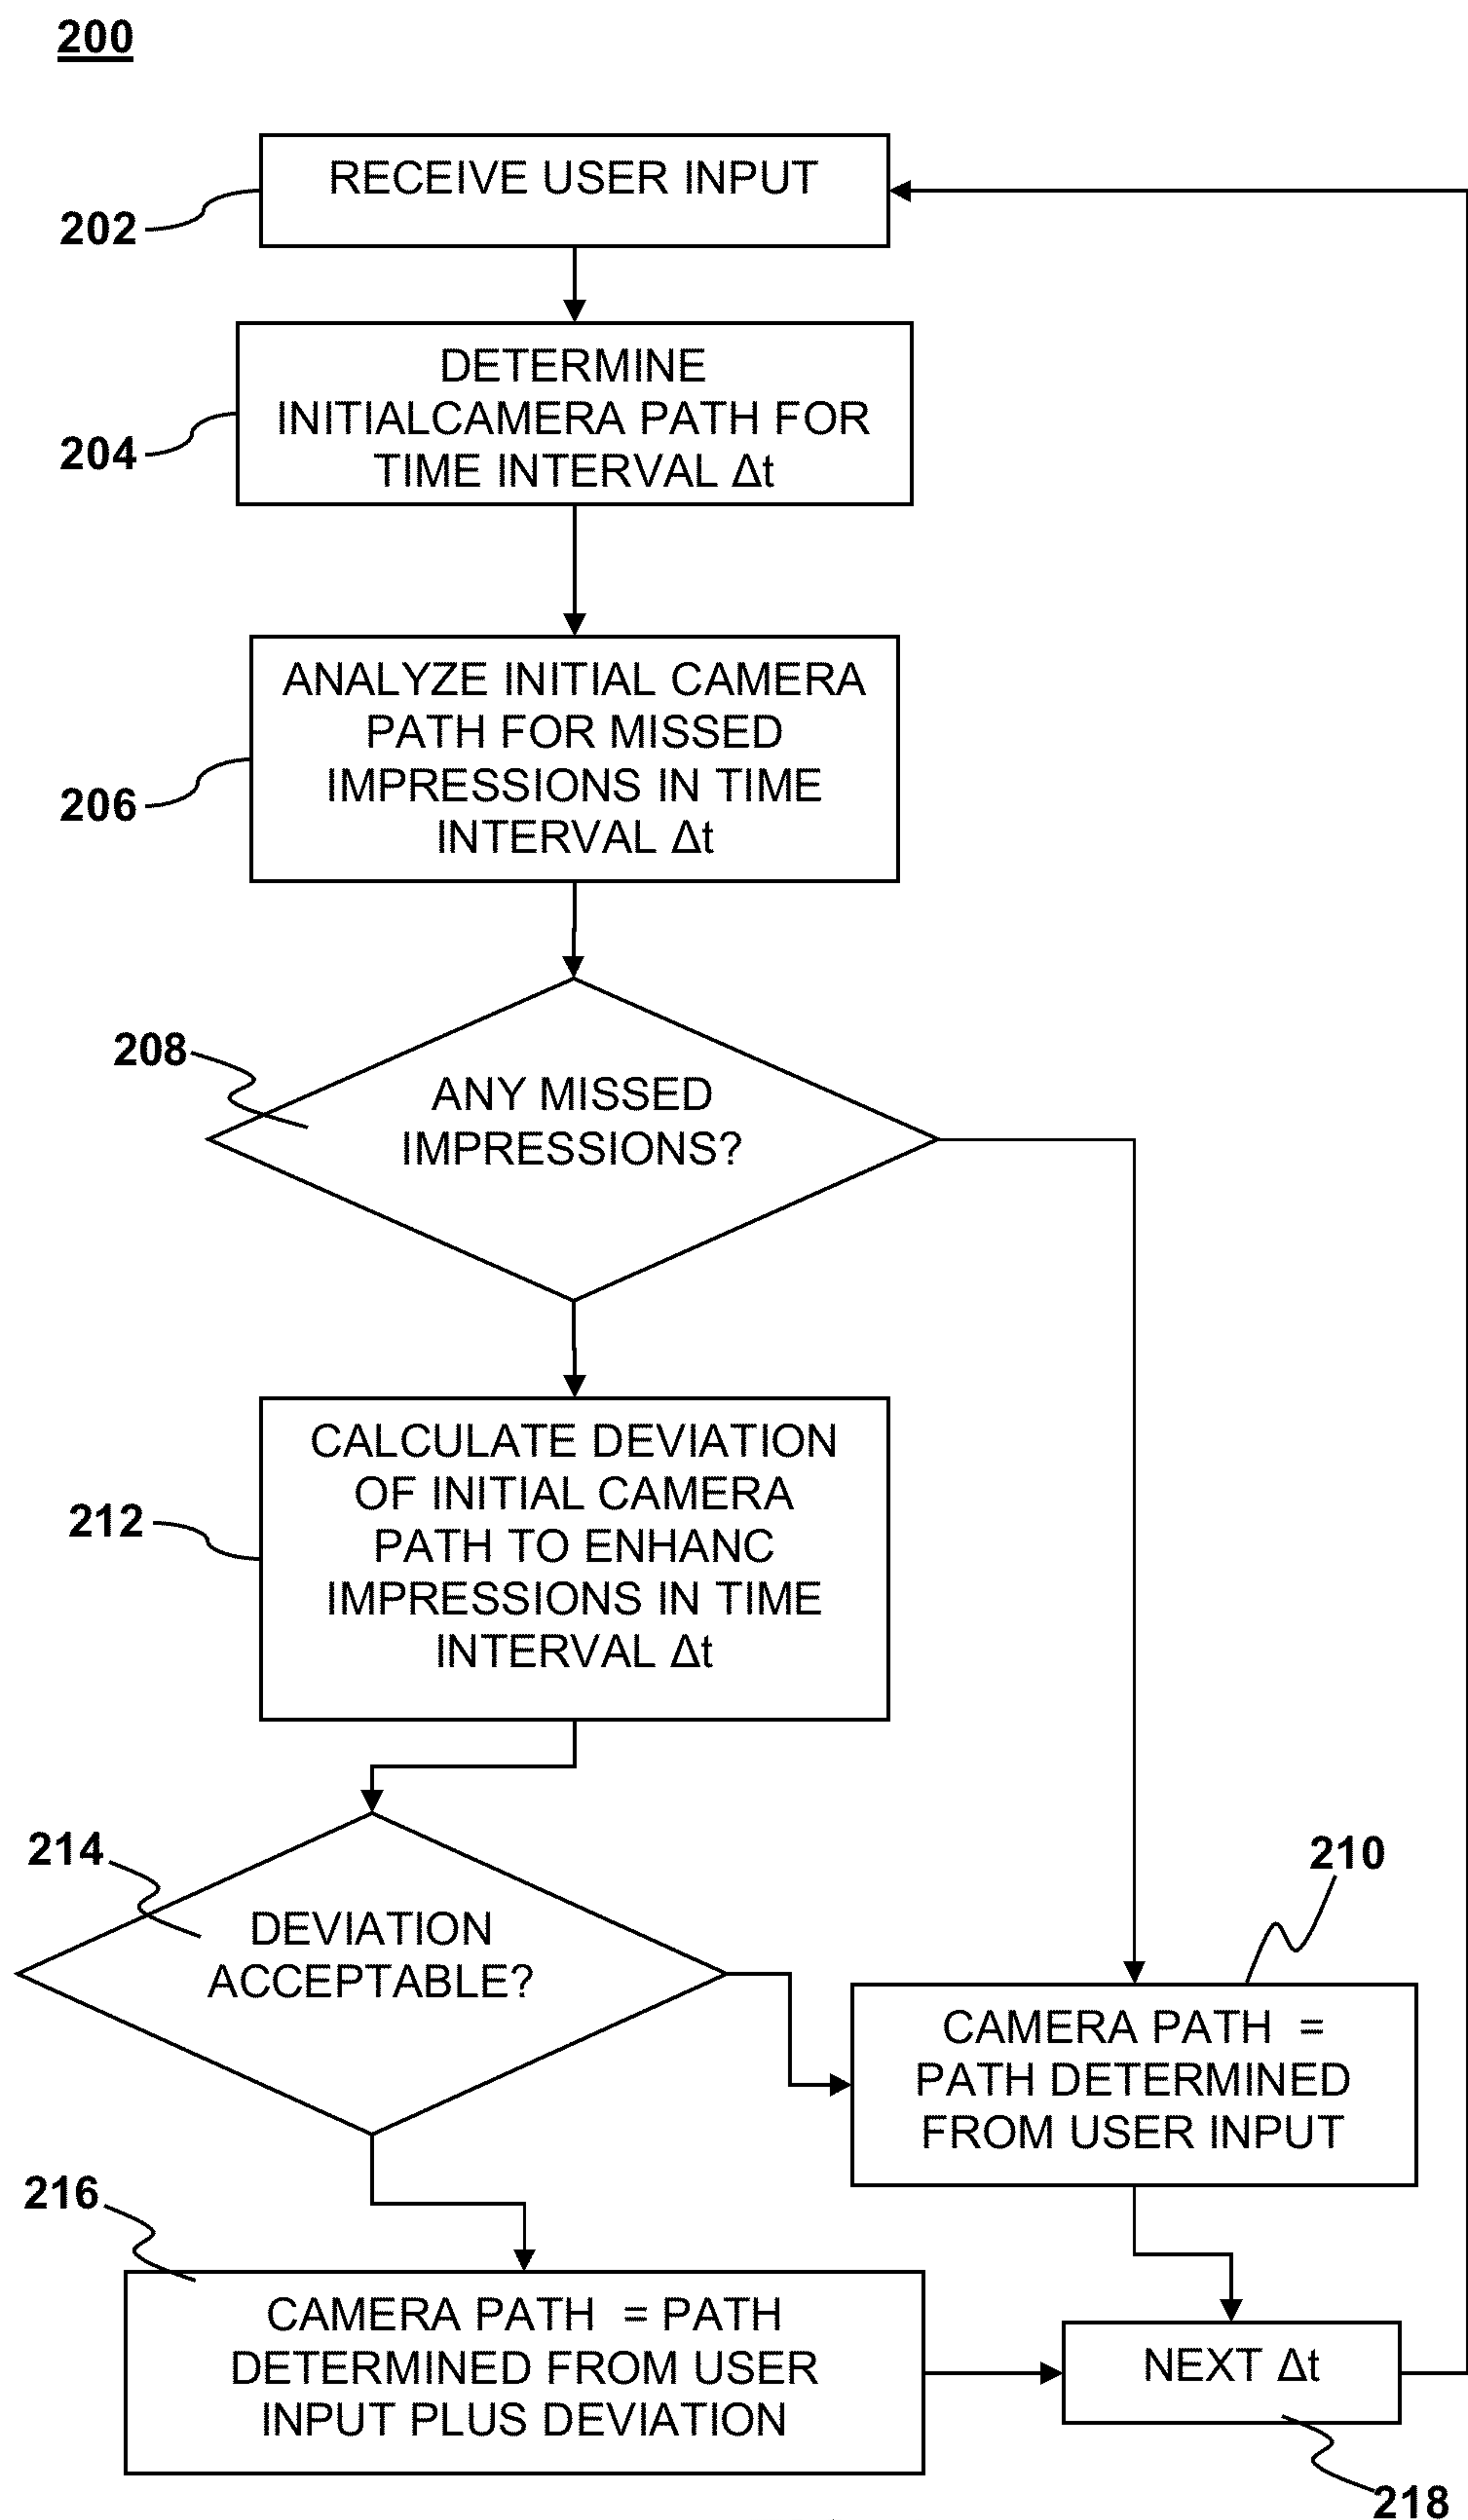 200
RECEIVE USER INPUT
202
DETERMINE
INITIALCAMERA PATH FOR
TIME INTERVAL Δt
204
ANALYZE INITIAL CAMERA
PATH FOR MISSED
IMPRESSIONS IN TIME
INTERVAL Δt
206
208
ANY MISSED
IMPRESSIONS?
CALCULATE DEVIATION
OF INITIAL CAMERA
PATH TO ENHANC
IMPRESSIONS IN TIME
INTERVAL Δt
212
214
DEVIATION
ACCEPTABLE?
210
CAMERA PATH =
PATH DETERMINED
FROM USER INPUT
216
CAMERA PATH = PATH
DETERMINED FROM USER
INPUT PLUS DEVIATION
NEXT Δt
218